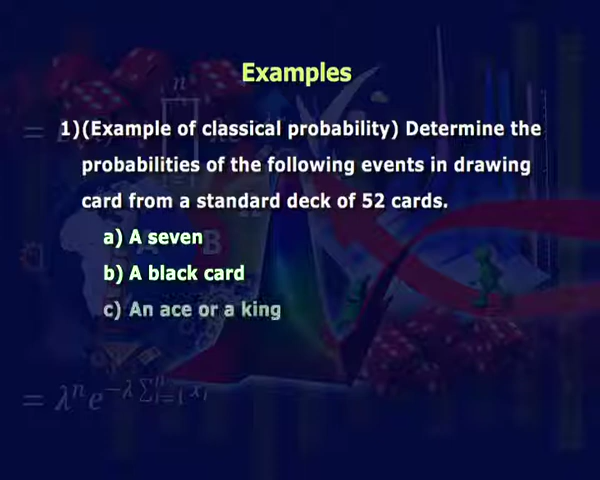 Examples
1)(Example of classical probability) Determine the
probabilities of the following events in drawing
card from a standard deck of 52 cards.
a) A seven
b) A black card
c) An ace or a king